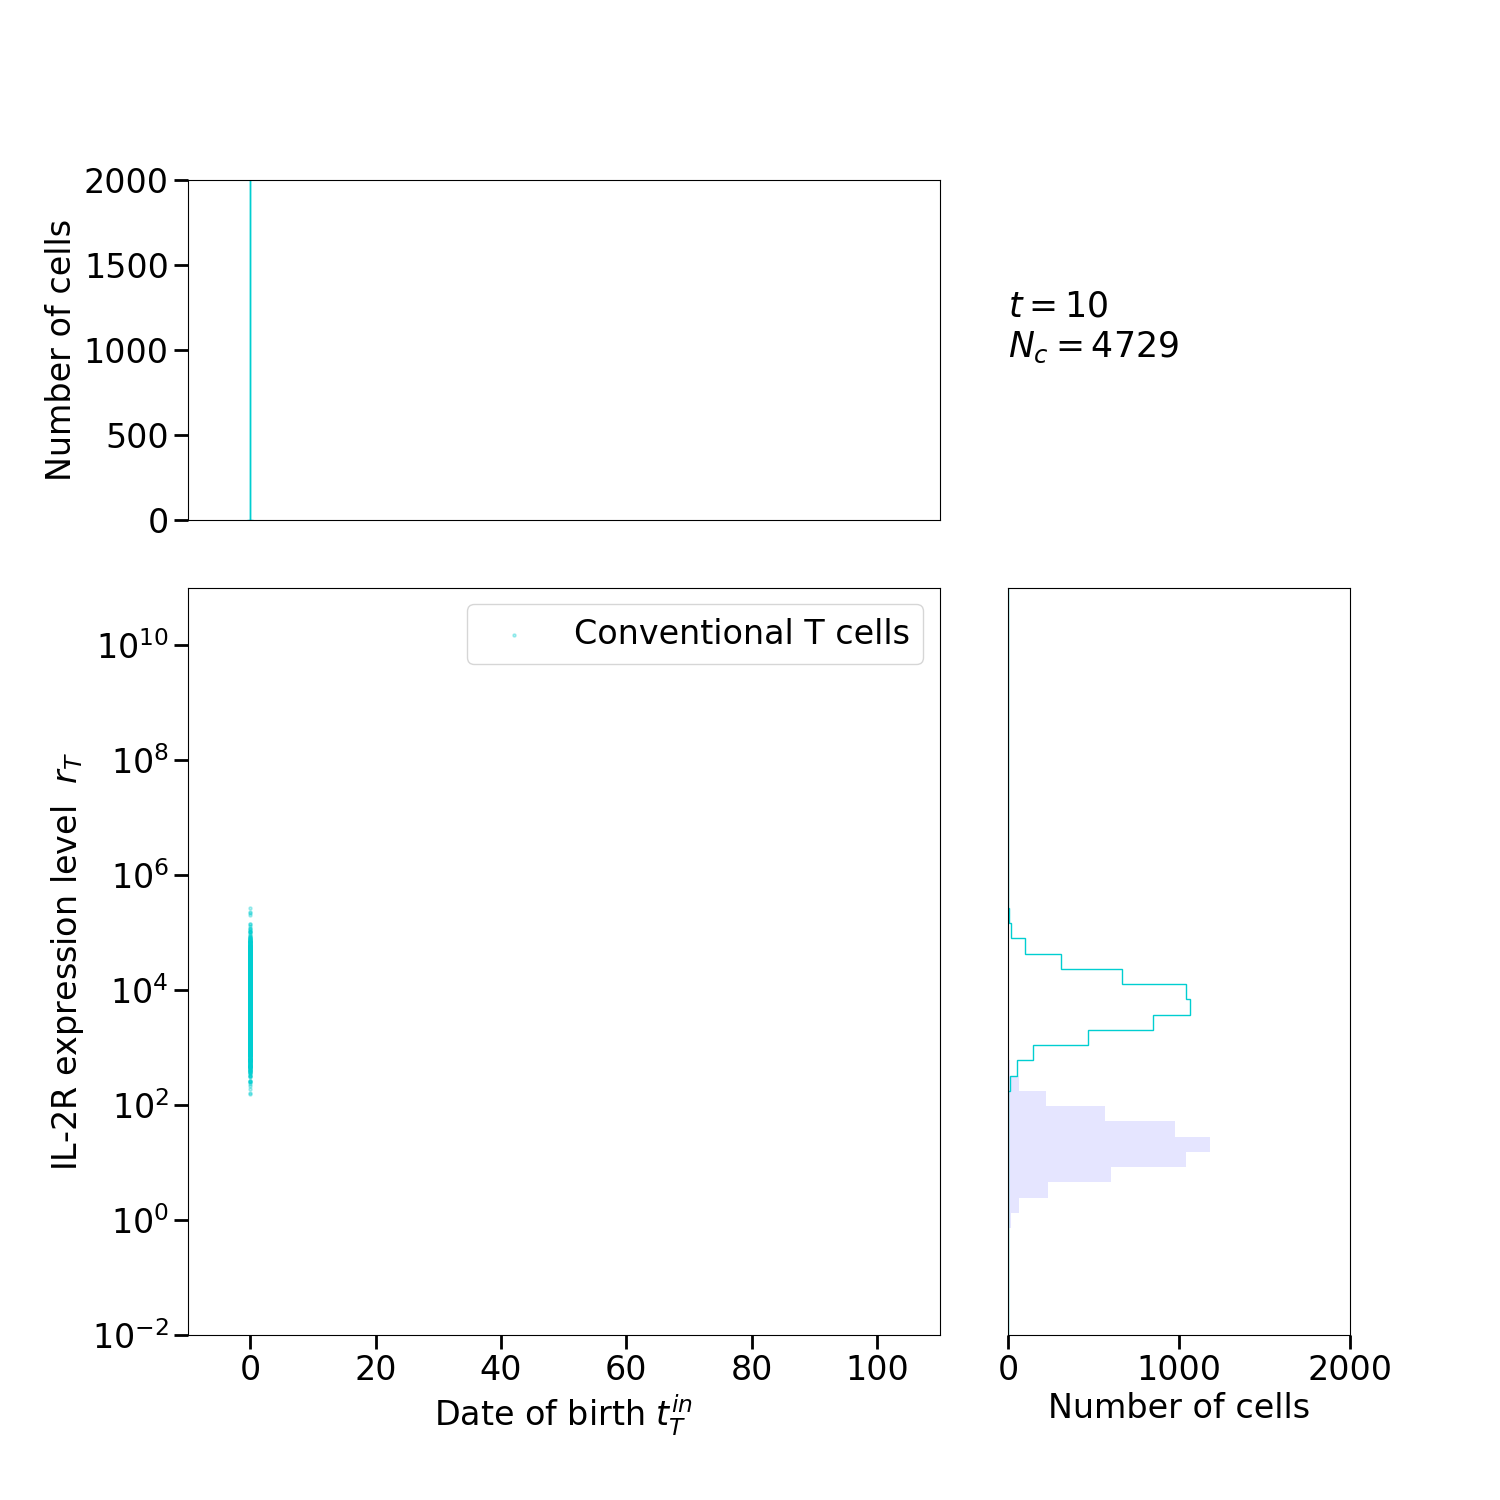 2000
1500
1000
500
0
Number of cells
t = 10
N_c = 4729
Conventional T cells
10^10
10^8
10^6
10^4
10^2
10^0
10^−2
IL-2R expression level r_T
0 20 40 60 80 100
Date of birth t_T^in
0 1000 2000
Number of cells